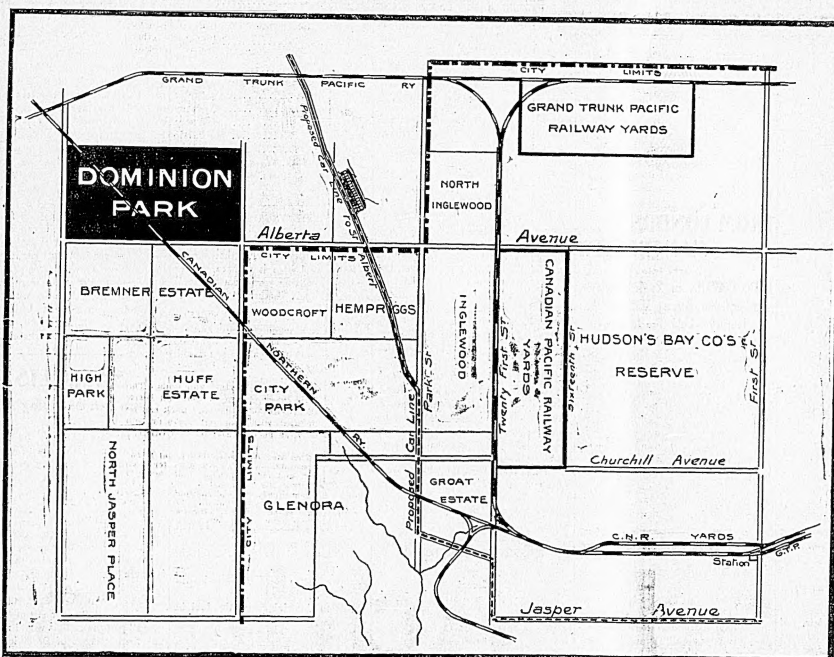 CITY LIMITS
GRAND TRUNK PACIFIC RY
GRAND TRUNK PACIFIC
RAILWAY YARDS
Proposed Car Line To St Albert
DOMINION
PARK
NORTH
INGLEWOOD
Alberta Avenue
CITY LIMITS
CANADIAN NORTHERN RY
BREMNER ESTATE
WOODCROFT
HEMPRIGGS
INGLEWOOD
Park St
Twenty First St
CANADIAN PACIFIC RAILWAY
YARDS
Sixteenth St
HUDSON'S BAY CO'S
RESERVE
First St
HIGH
PARK
HUFF
ESTATE
CITY
PARK
Proposed Car Line
CITY LIMITS
NORTH JASPER PLACE
GLENORA
GROAT
ESTATE
Churchill Avenue
C.N.R. YARDS
Station
G.T.P.
Jasper Avenue